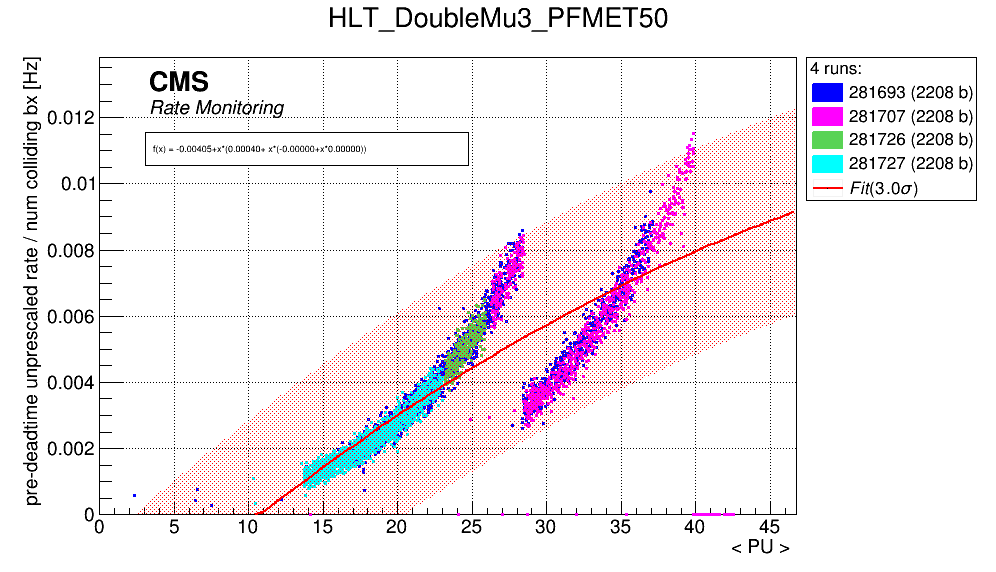 HLT_DoubleMu3_PFMET50
pre-deadtime unprescaled rate / num colliding bx [Hz]
CMS
Rate Monitoring
f(x) = -0.00405+x*(0.00040+ x*(-0.00000+x*0.00000))
0.012
0.01
0.008
0.006
0.004
0.002
0
0 5 10 15 20 25 30 35 40 45
< PU >
4 runs:
281693 (2208 b)
281707 (2208 b)
281726 (2208 b)
281727 (2208 b)
Fit(3.0σ)